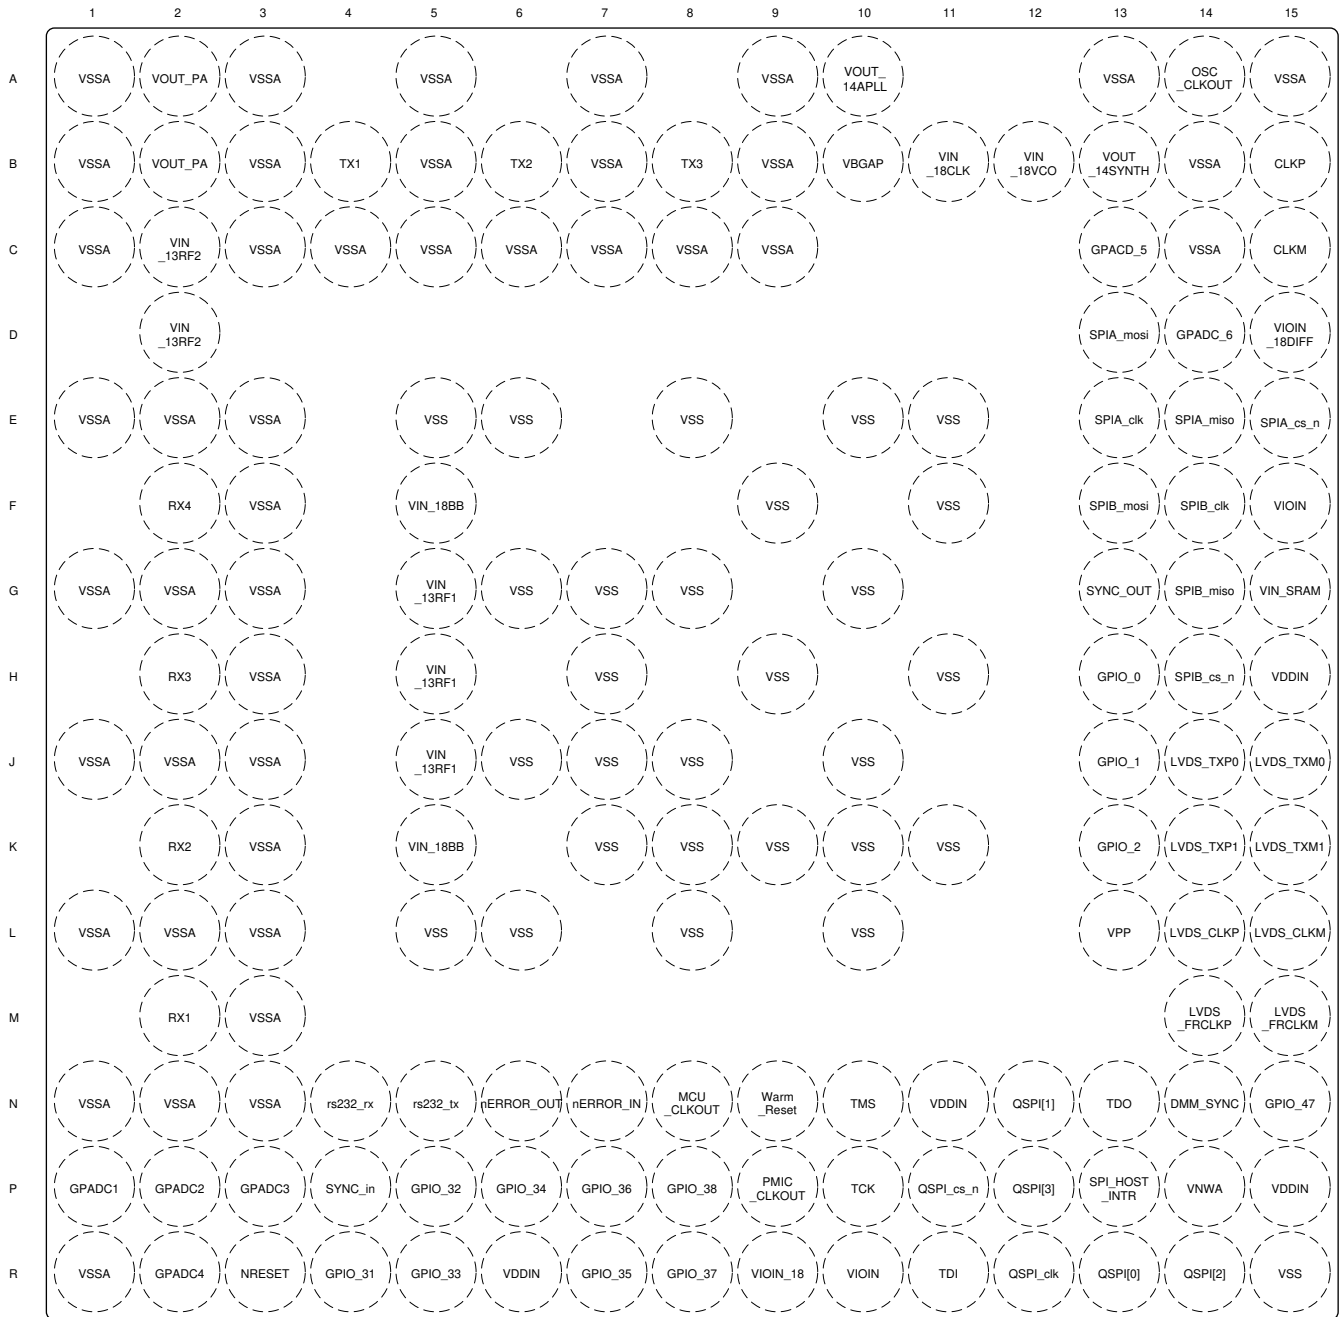 1 2 3 4 5 6 7 8 9 10 11 12 13 14 15
A VSSA VOUT_PA VSSA VSSA VSSA VSSA VOUT_ VSSA OSC VSSA
14APLL _CLKOUT
B VSSA VOUT_PA VSSA TX1 VSSA TX2 VSSA TX3 VSSA VBGAP VIN VIN VOUT VSSA CLKP
_18CLK _18VCO _14SYNTH
C VSSA VIN VSSA VSSA VSSA VSSA VSSA VSSA VSSA GPACD_5 VSSA CLKM
_13RF2
D VIN SPIA_mosi GPADC_6 VIOIN
_13RF2 _18DIFF
E VSSA VSSA VSSA VSS VSS VSS VSS VSS SPIA_clk SPIA_miso SPIA_cs_n
F RX4 VSSA VIN_18BB VSS VSS SPIB_mosi SPIB_clk VIOIN
G VSSA VSSA VSSA VIN VSS VSS VSS VSS SYNC_OUT SPIB_miso VIN_SRAM
_13RF1
H RX3 VSSA VIN VSS VSS VSS GPIO_0 SPIB_cs_n VDDIN
_13RF1
J VSSA VSSA VSSA VIN VSS VSS VSS VSS GPIO_1 LVDS_TXP0 LVDS_TXM0
_13RF1
K RX2 VSSA VIN_18BB VSS VSS VSS VSS VSS GPIO_2 LVDS_TXP1 LVDS_TXM1
L VSSA VSSA VSSA VSS VSS VSS VSS VPP LVDS_CLKP LVDS_CLKM
M RX1 VSSA LVDS LVDS
_FRCLKP _FRCLKM
N VSSA VSSA VSSA rs232_rx rs232_tx nERROR_OUT nERROR_IN MCU Warm TMS VDDIN QSPI[1] TDO DMM_SYNC GPIO_47
_CLKOUT _Reset
P GPADC1 GPADC2 GPADC3 SYNC_in GPIO_32 GPIO_34 GPIO_36 GPIO_38 PMIC TCK QSPI_cs_n QSPI[3] SPI_HOST VNWA VDDIN
_CLKOUT _INTR
R VSSA GPADC4 NRESET GPIO_31 GPIO_33 VDDIN GPIO_35 GPIO_37 VIOIN_18 VIOIN TDI QSPI_clk QSPI[0] QSPI[2] VSS